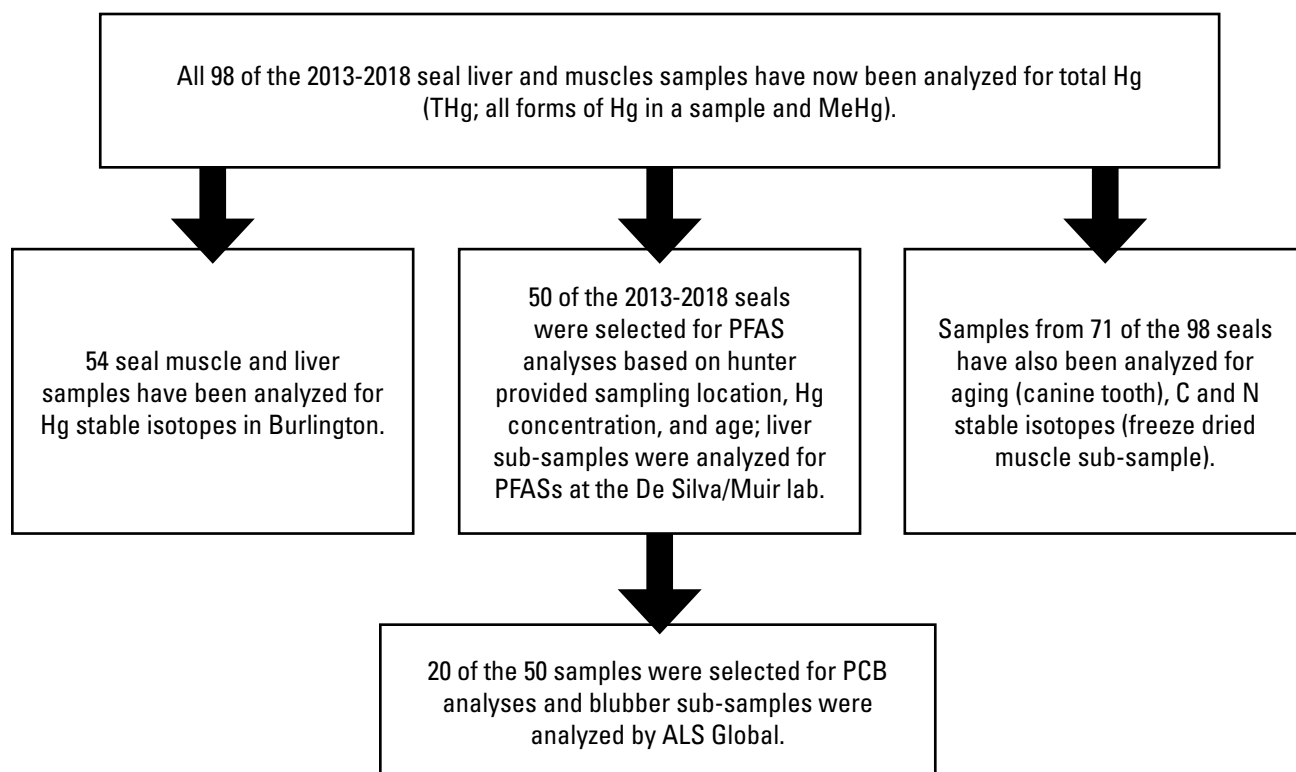 All 98 of the 2013-2018 seal liver and muscles samples have now been analyzed for total Hg
(THg; all forms of Hg in a sample and MeHg).
54 seal muscle and liver
samples have been analyzed for
Hg stable isotopes in Burlington.
50 of the 2013-2018 seals
were selected for PFAS
analyses based on hunter
provided sampling location, Hg
concentration, and age; liver
sub-samples were analyzed for
PFASs at the De Silva/Muir lab.
Samples from 71 of the 98 seals
have also been analyzed for
aging (canine tooth), C and N
stable isotopes (freeze dried
muscle sub-sample).
20 of the 50 samples were selected for PCB
analyses and blubber sub-samples were
analyzed by ALS Global.